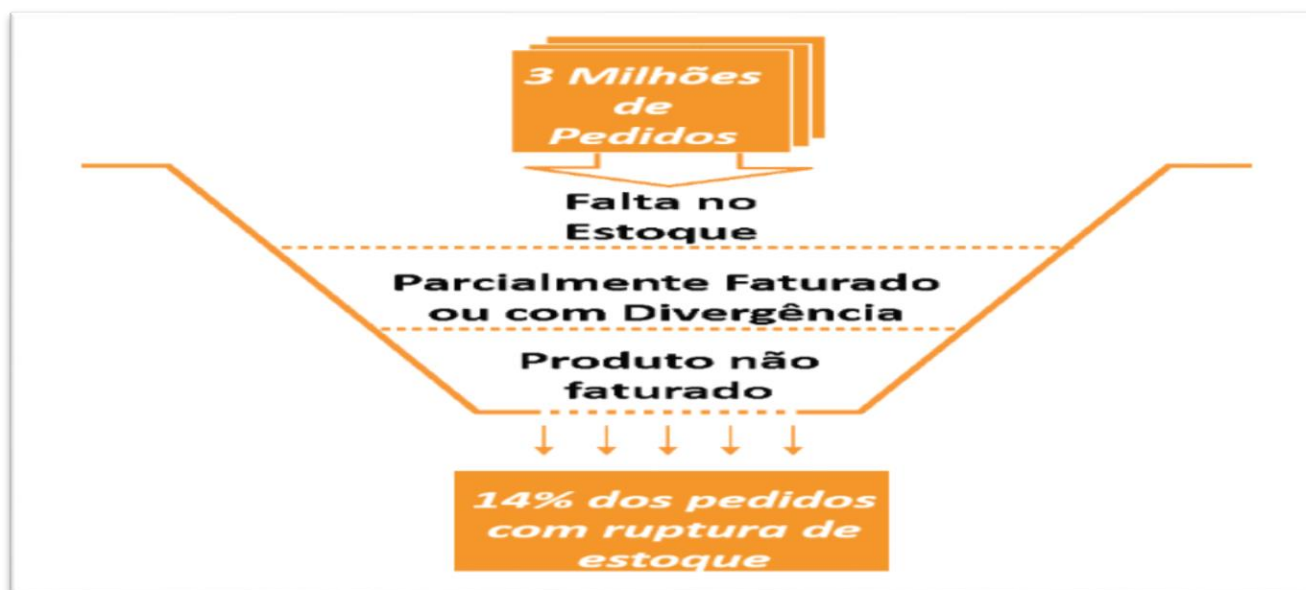 3 Milhões
de
Pedidos
Falta no
Estoque
Parcialmente Faturado
ou com Divergência
Produto não
faturado
14% dos pedidos
com ruptura de
estoque